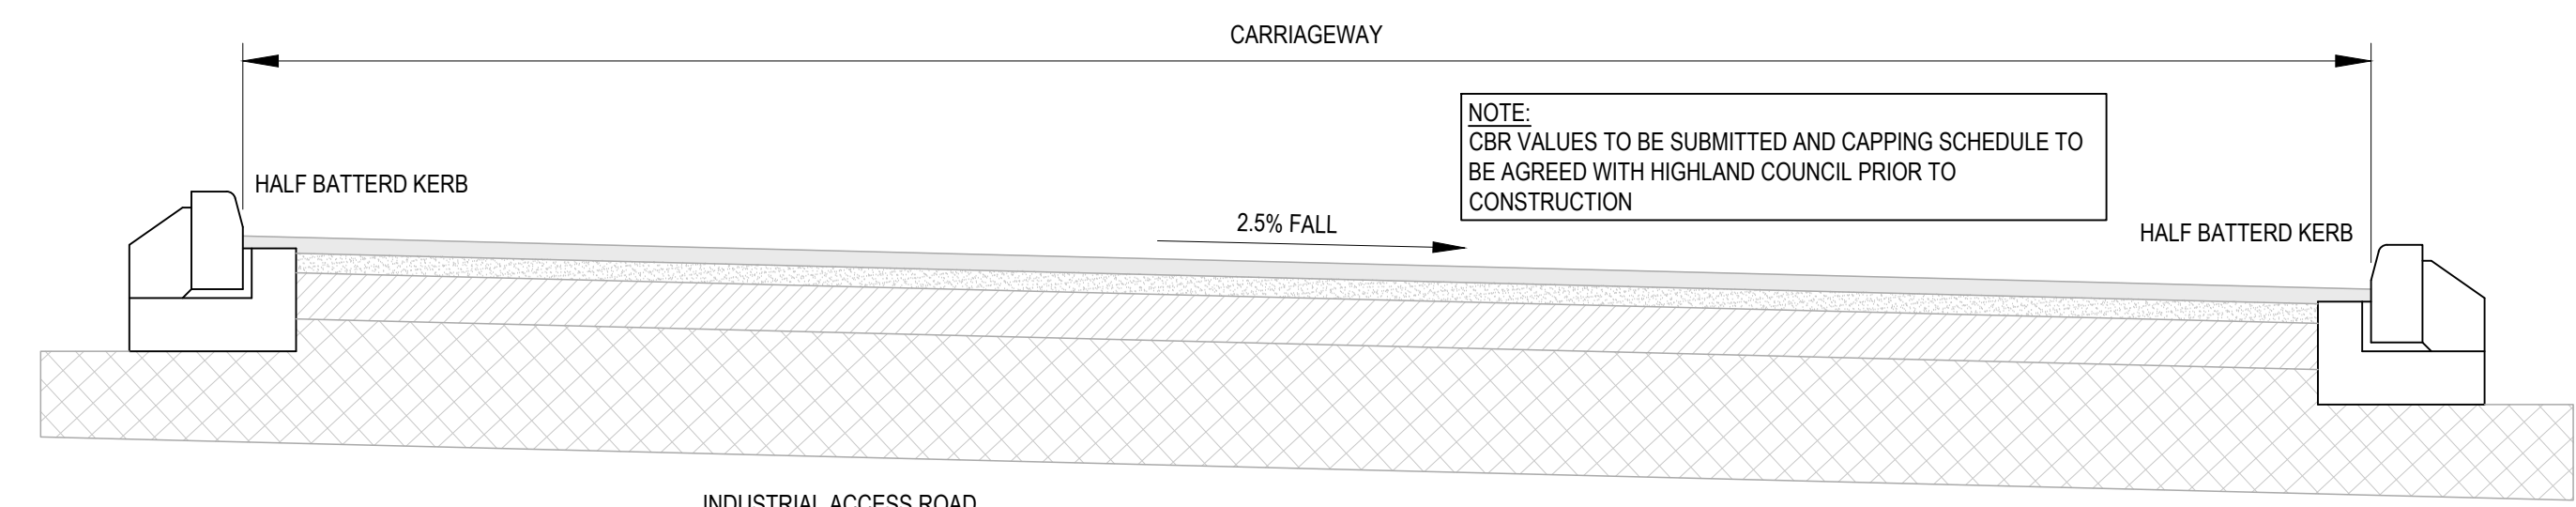 CARRIAGEWAY
NOTE:
CBR VALUES TO BE SUBMITTED AND CAPPING SCHEDULE TO
BE AGREED WITH HIGHLAND COUNCIL PRIOR TO
CONSTRUCTION
HALF BATTERD KERB
2.5% FALL
HALF BATTERD KERB
INDUSTRIAL ACCESS ROAD